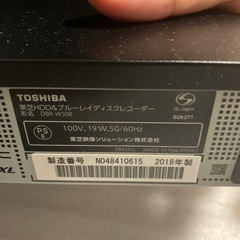 TOSHIBA
東芝HDD&ブルーレイディスクレコーダー
形名 DBR-W508
PS
E
100V, 19W, 50/60Hz
東芝映像ソリューション株式会社
製造番号 N048410615 2018年製